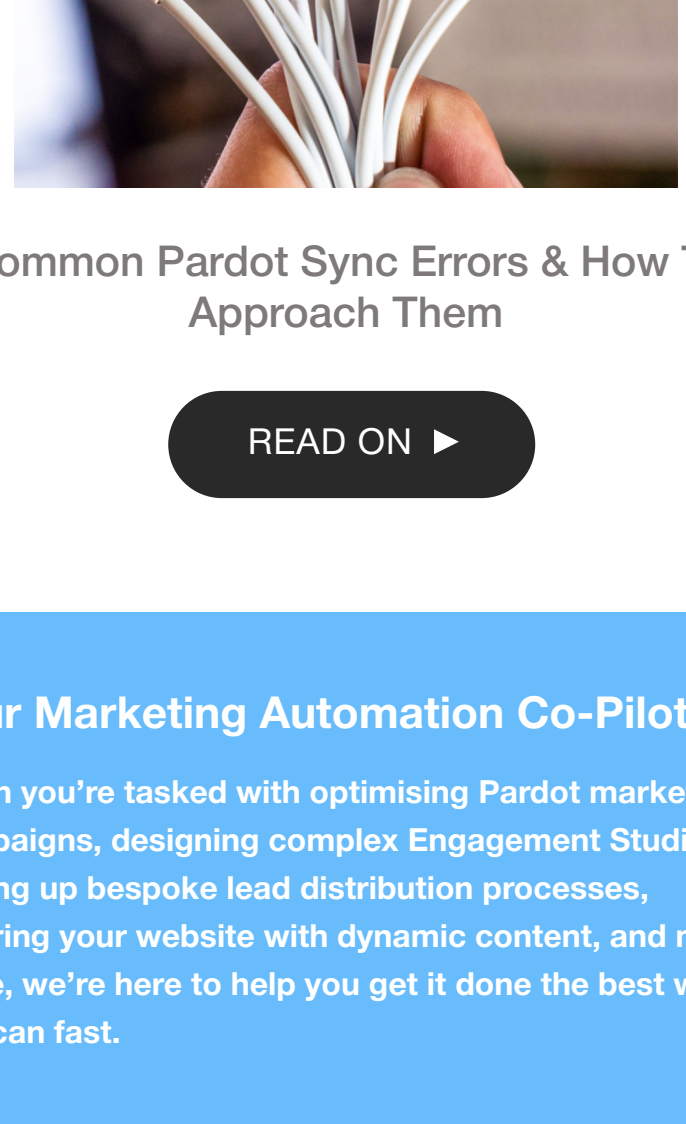 ommon Pardot Sync Errors & How T
Approach Them
READ ON ►
ur Marketing Automation Co-Pilot
n you’re tasked with optimising Pardot marke
paigns, designing complex Engagement Studi
ng up bespoke lead distribution processes,
ring your website with dynamic content, and m
e, we’re here to help you get it done the best w
can fast.